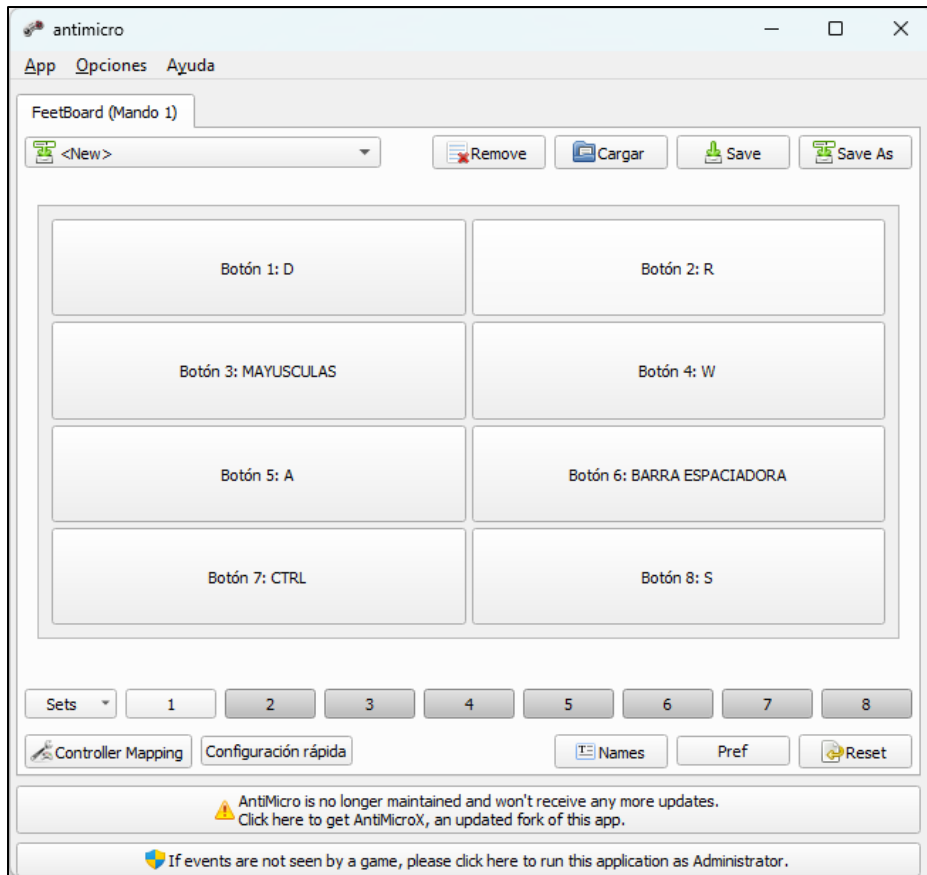 antimicro
App Opciones Ayuda
FeetBoard (Mando 1)
<New> Remove Cargar Save Save As
Botón 1: D Botón 2: R
Botón 3: MAYUSCULAS Botón 4: W
Botón 5: A Botón 6: BARRA ESPACIADORA
Botón 7: CTRL Botón 8: S
Sets 1 2 3 4 5 6 7 8
Controller Mapping Configuración rápida Names Pref Reset
AntiMicro is no longer maintained and won't receive any more updates.
Click here to get AntiMicroX, an updated fork of this app.
If events are not seen by a game, please click here to run this application as Administrator.